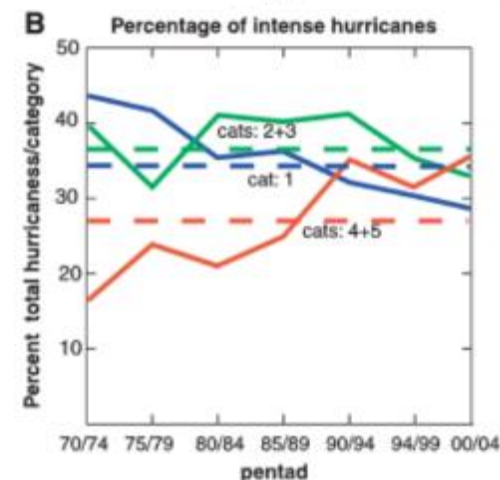 B Percentage of intense hurricanes
Percent total hurricaness/category
50
40
30
20
10
cats: 2+3
cat: 1
cats: 4+5
70/74 75/79 80/84 85/89 90/94 94/99 00/04
pentad